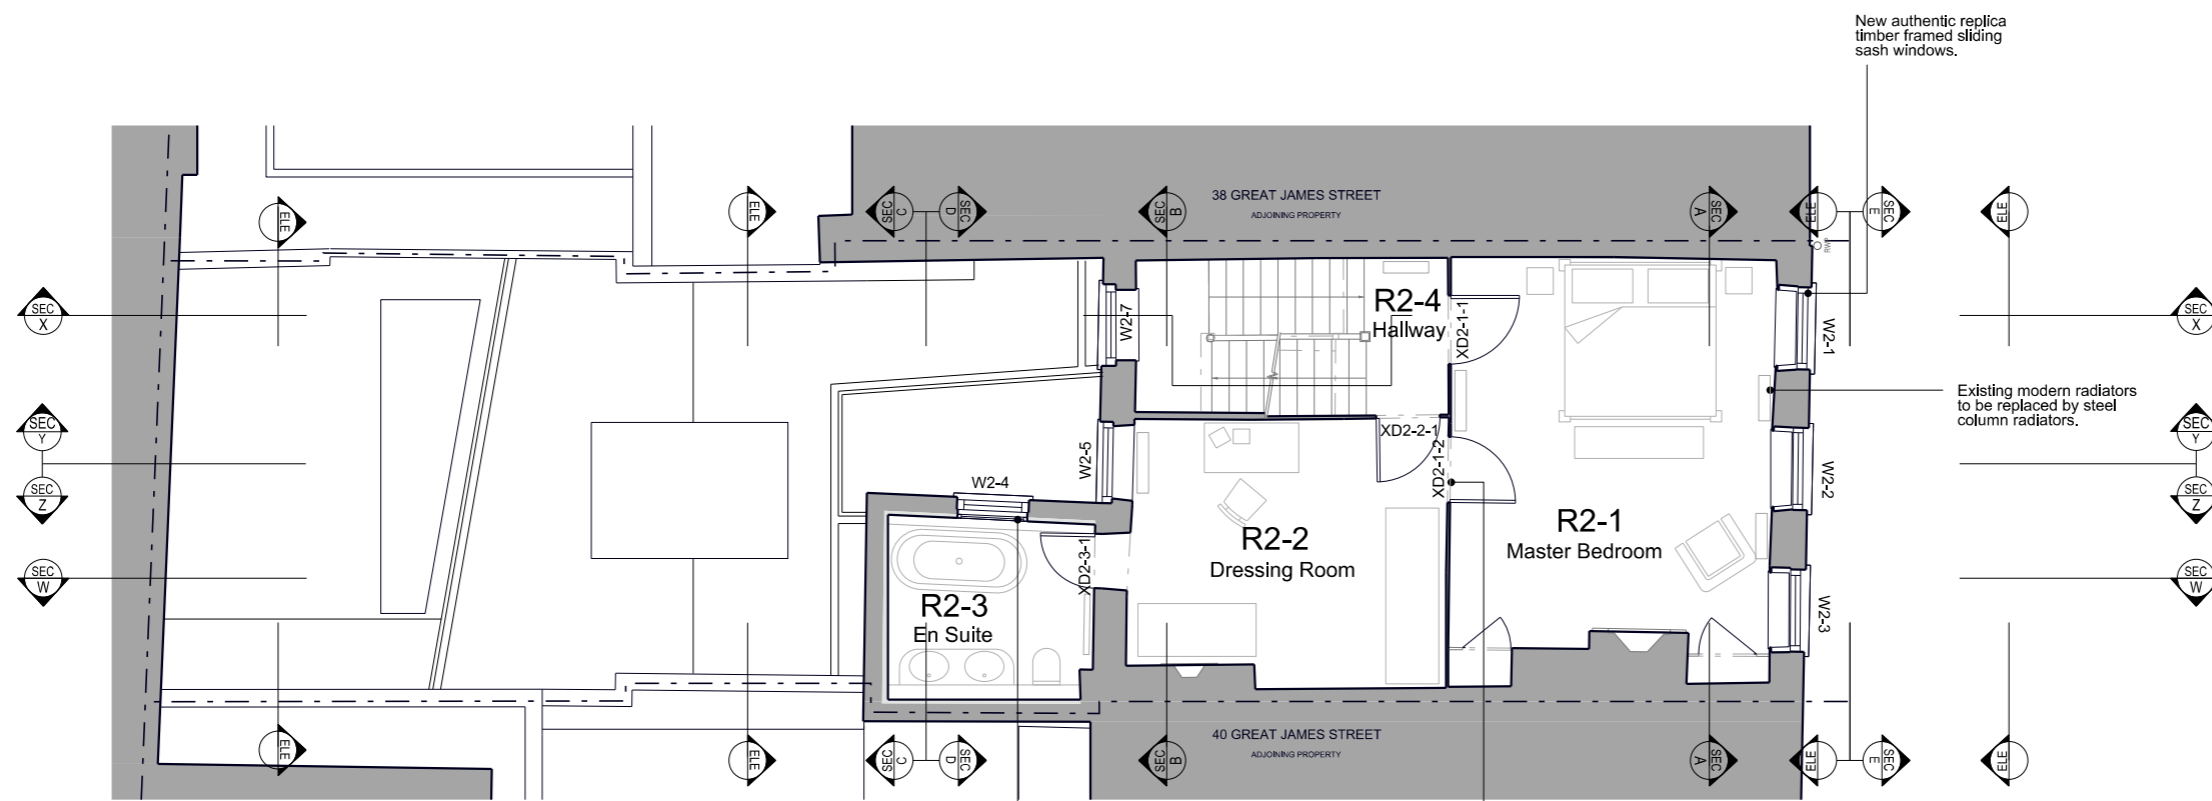 New authentic replica
timber framed sliding
sash windows.
38 GREAT JAMES STREET
ADJOINING PROPERTY
ELE
ELE
SEC
C
SEC
D
SEC
B
SEC
A
ELE
SEC
E
ELE
RWP
SEC
X
SEC
X
W2-7
R2-4
Hallway
XD2-1-1
W2-1
Existing modern radiators
to be replaced by steel
column radiators.
SEC
Y
SEC
Z
SEC
Y
SEC
Z
W2-5
W2-4
XD2-2-1
XD2-1-2
W2-2
R2-2
Dressing Room
R2-1
Master Bedroom
XD2-3-1
SEC
W
SEC
W
R2-3
En Suite
W2-3
40 GREAT JAMES STREET
ADJOINING PROPERTY
ELE
ELE
SEC
C
SEC
D
SEC
B
SEC
A
ELE
SEC
E
ELE